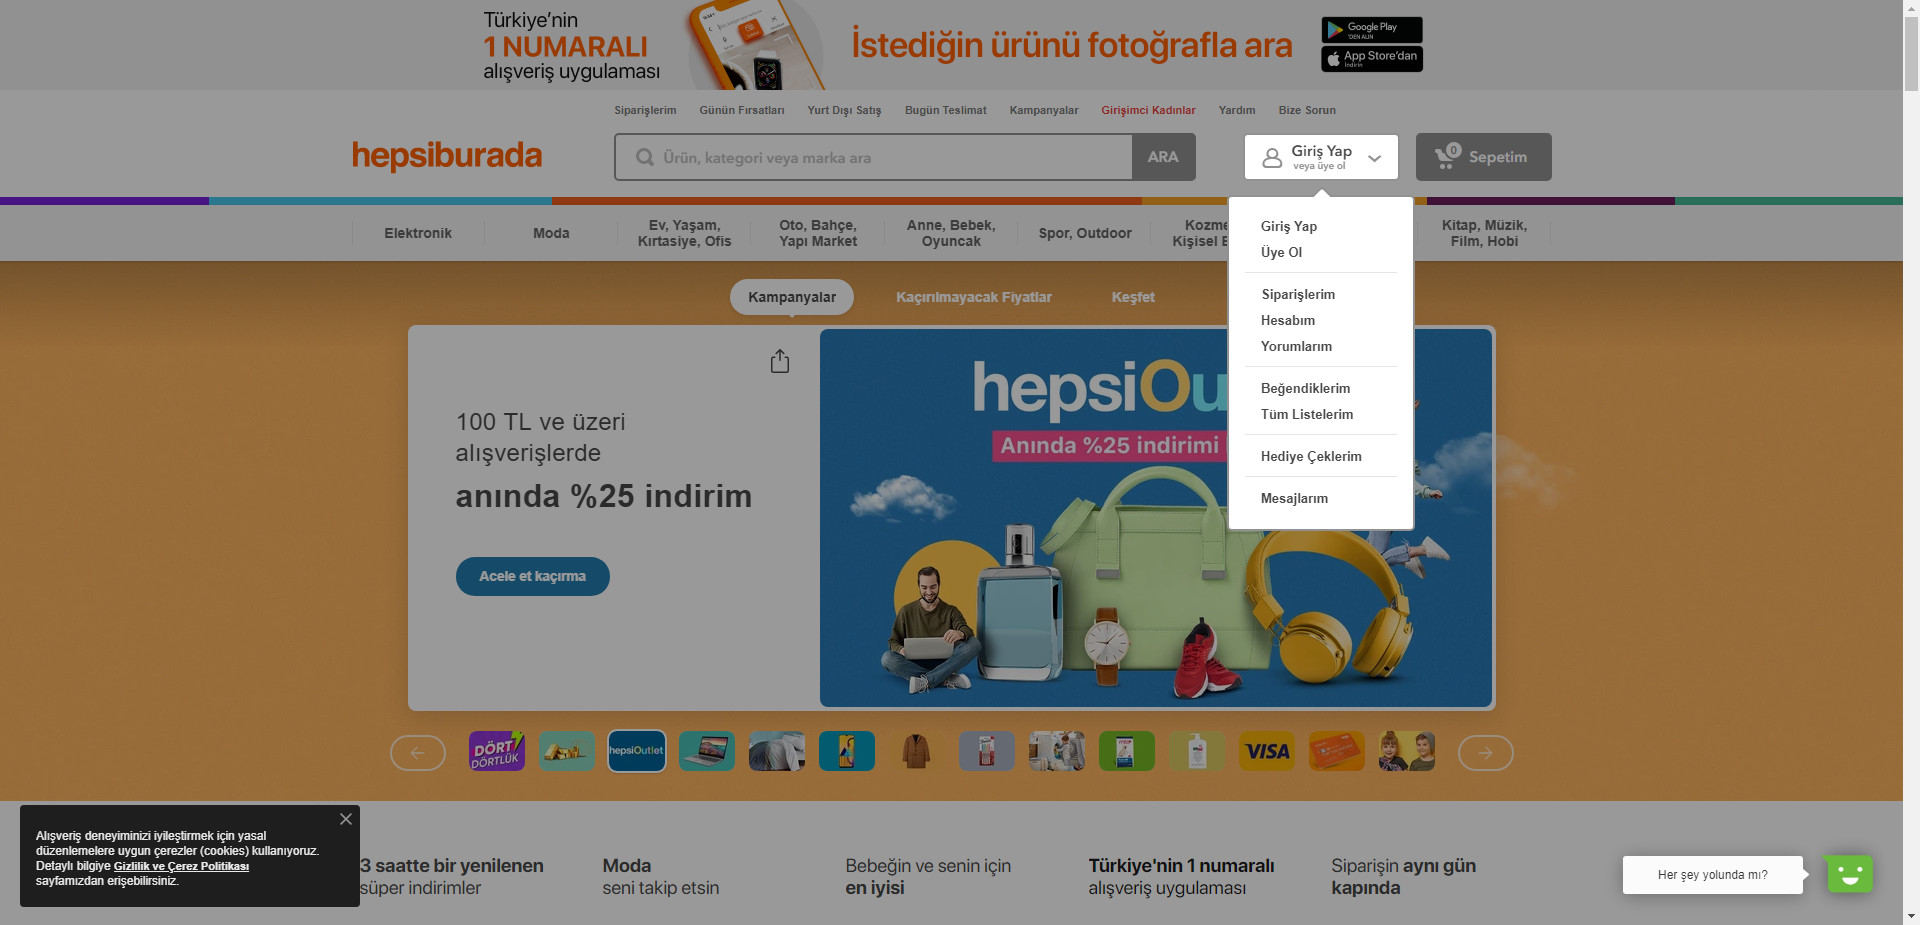 Türkiye'nin
1 NUMARALI
alışveriş uygulaması
İstediğin ürünü fotoğrafla ara
Google Play
'DEN ALIN
App Store'dan
indirin
Siparişlerim
Günün Fırsatları
Yurt Dışı Satış
Bugün Teslimat
Kampanyalar
Girişimci Kadınlar
Yardım
Bize Sorun
hepsiburada
Ürün, kategori veya marka ara
ARA
Giriş Yap
veya üye ol
0
Sepetim
Elektronik
Moda
Ev, Yaşam,
Kırtasiye, Ofis
Oto, Bahçe,
Yapı Market
Anne, Bebek,
Oyuncak
Spor, Outdoor
Kozme
Kişisel
Kitap, Müzik,
Film, Hobi
Giriş Yap
Üye Ol
Siparişlerim
Hesabım
Yorumlarım
Beğendiklerim
Tüm Listelerim
Hediye Çeklerim
Mesajlarım
Kampanyalar
Kaçırılmayacak Fiyatlar
Keşfet
100 TL ve üzeri
alışverişlerde
anında %25 indirim
Acele et kaçırma
hepsiOu
Anında %25 indirimi
DÖRT
DÖRTLÜK
hepsiOutlet
VISA
Alışveriş deneyiminizi iyileştirmek için yasal
düzenlemelere uygun çerezler (cookies) kullanıyoruz.
Detaylı bilgiye Gizlilik ve Çerez Politikası
sayfamızdan erişebilirsiniz.
3 saatte bir yenilenen
süper indirimler
Moda
seni takip etsin
Bebeğin ve senin için
en iyisi
Türkiye'nin 1 numaralı
alışveriş uygulaması
Siparişin aynı gün
kapında
Her şey yolunda mı?